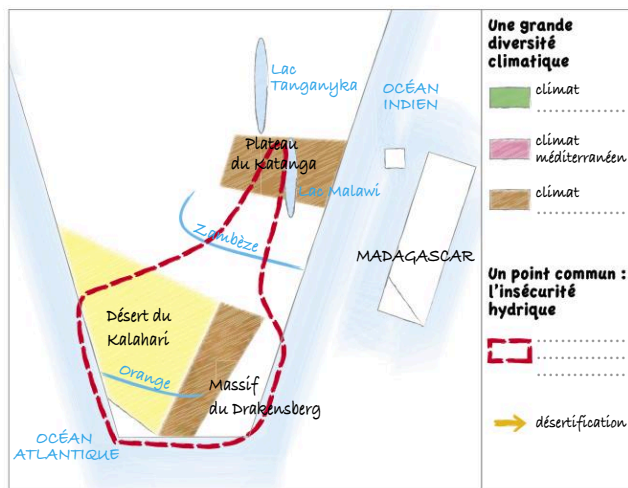 Lac
Tanganyka
OCÉAN
INDIEN
Plateau
du Katanga
Lac Malawi
Zambèze
MADAGASCAR
Désert du
Kalahari
Orange
Massif
du Drakensberg
OCÉAN
ATLANTIQUE
Une grande
diversité
climatique
climat
..................
climat
méditerranéen
climat
..................
Un point commun :
l'insécurité
hydrique
..................
..................
..................
désertification